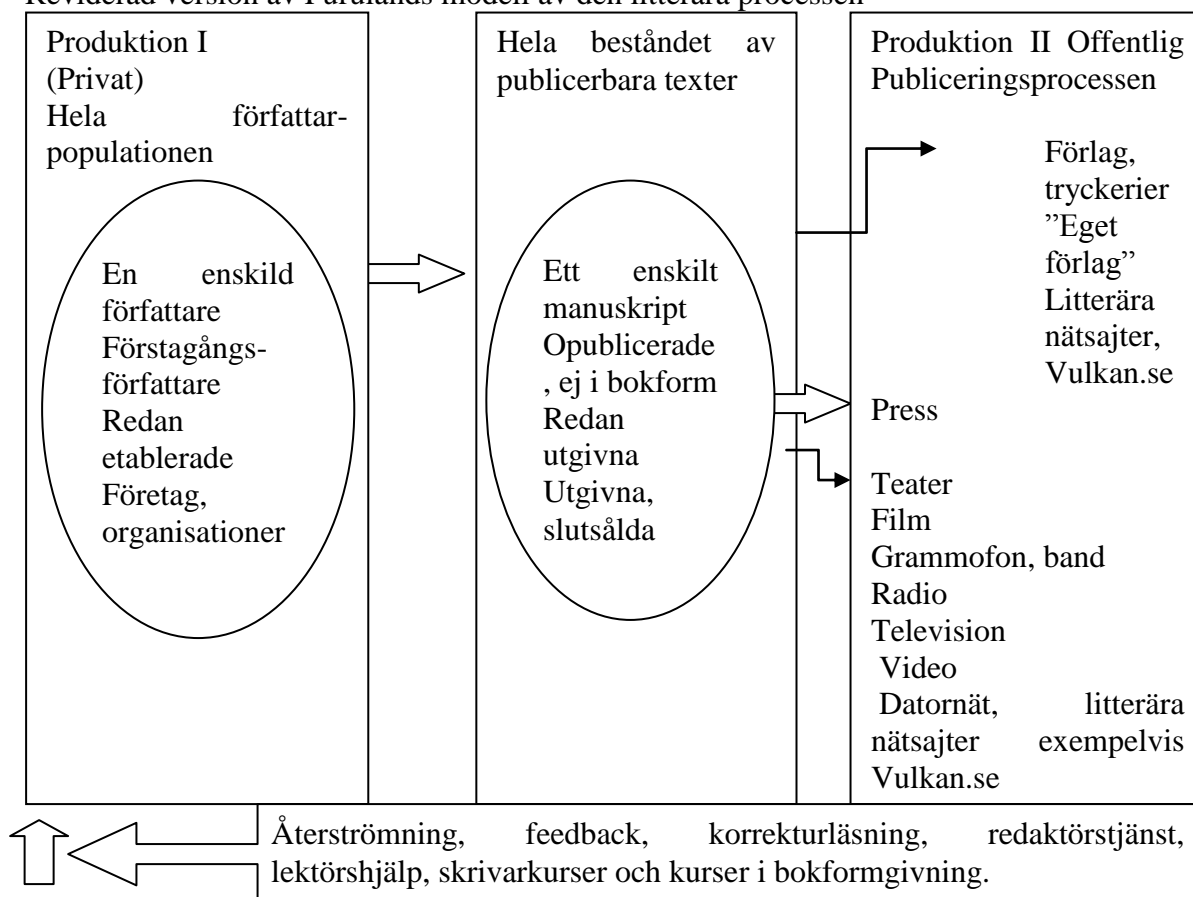 Reviderad version av Furulands modell av den litterära processen
Produktion I
(Privat)
Hela författar-
populationen
En enskild
författare
Förstagångs-
författare
Redan
etablerade
Företag,
organisationer
Hela beståndet av
publicerbara texter
Ett enskilt
manuskript
Opublicerade
, ej i bokform
Redan
utgivna
Utgivna,
slutsålda
Produktion II Offentlig
Publiceringsprocessen
Förlag,
tryckerier
”Eget
förlag”
Litterära
nätsajter,
Vulkan.se
Press
Teater
Film
Grammofon, band
Radio
Television
Video
Datornät, litterära
nätsajter exempelvis
Vulkan.se
Återströmning, feedback, korrekturläsning, redaktörstjänst,
lektörshjälp, skrivarkurser och kurser i bokformgivning.